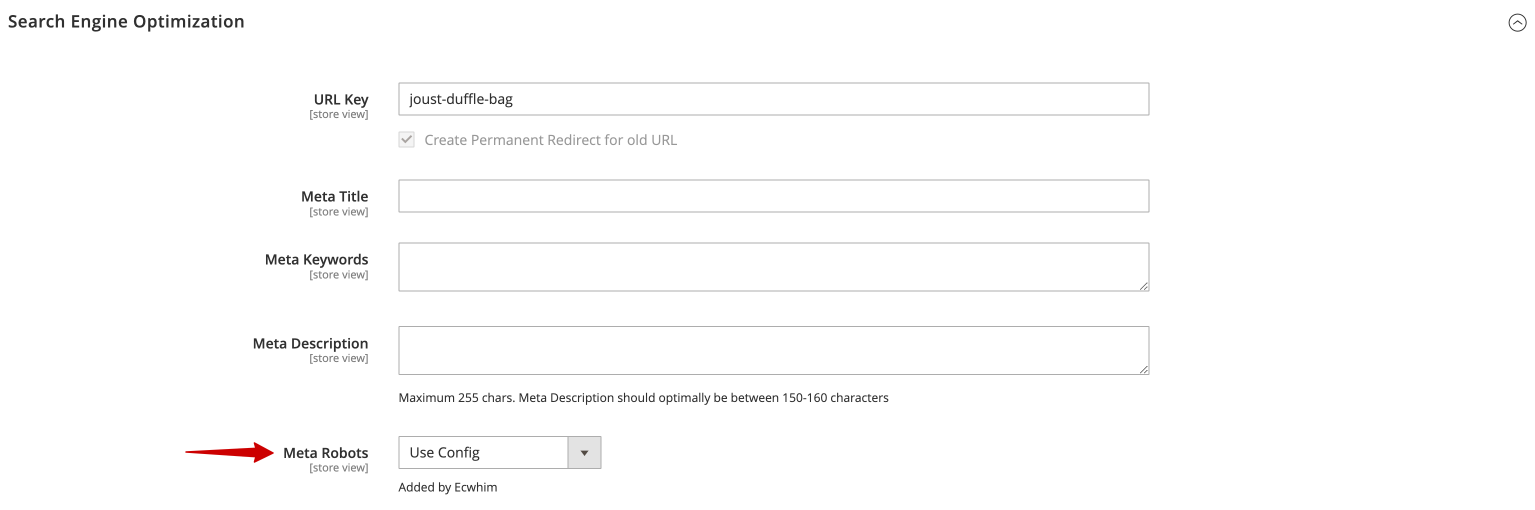 Search Engine Optimization
URL Key
[store view]
joust-duffle-bag
Create Permanent Redirect for old URL
Meta Title
[store view]
Meta Keywords
[store view]
Meta Description
[store view]
Maximum 255 chars. Meta Description should optimally be between 150-160 characters
Meta Robots
[store view]
Use Config
Added by Ecwhim